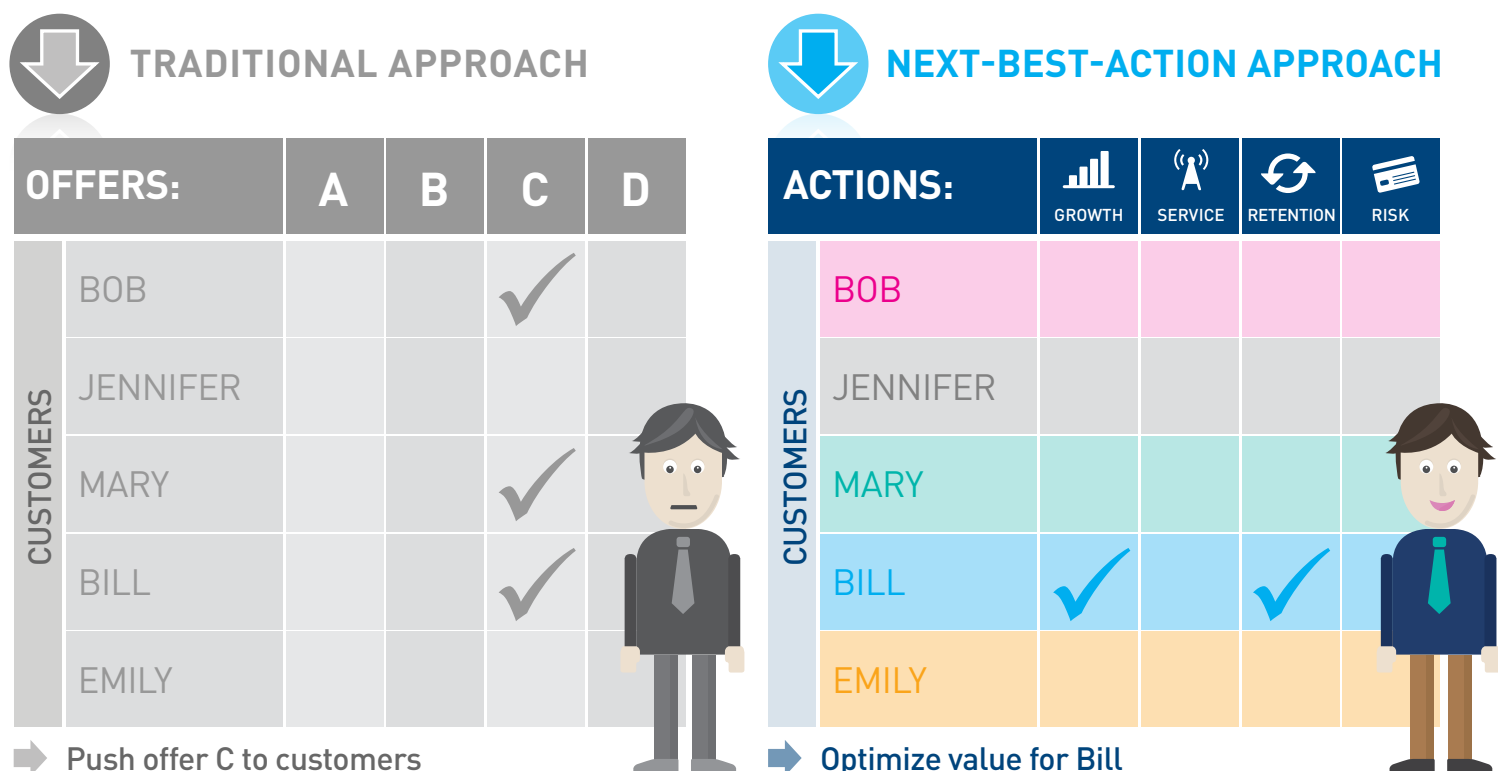 TRADITIONAL APPROACH
OFFERS:
A
B
C
D
CUSTOMERS
BOB
JENNIFER
MARY
BILL
EMILY
Push offer C to customers
NEXT-BEST-ACTION APPROACH
ACTIONS:
GROWTH
SERVICE
RETENTION
RISK
CUSTOMERS
BOB
JENNIFER
MARY
BILL
EMILY
Optimize value for Bill